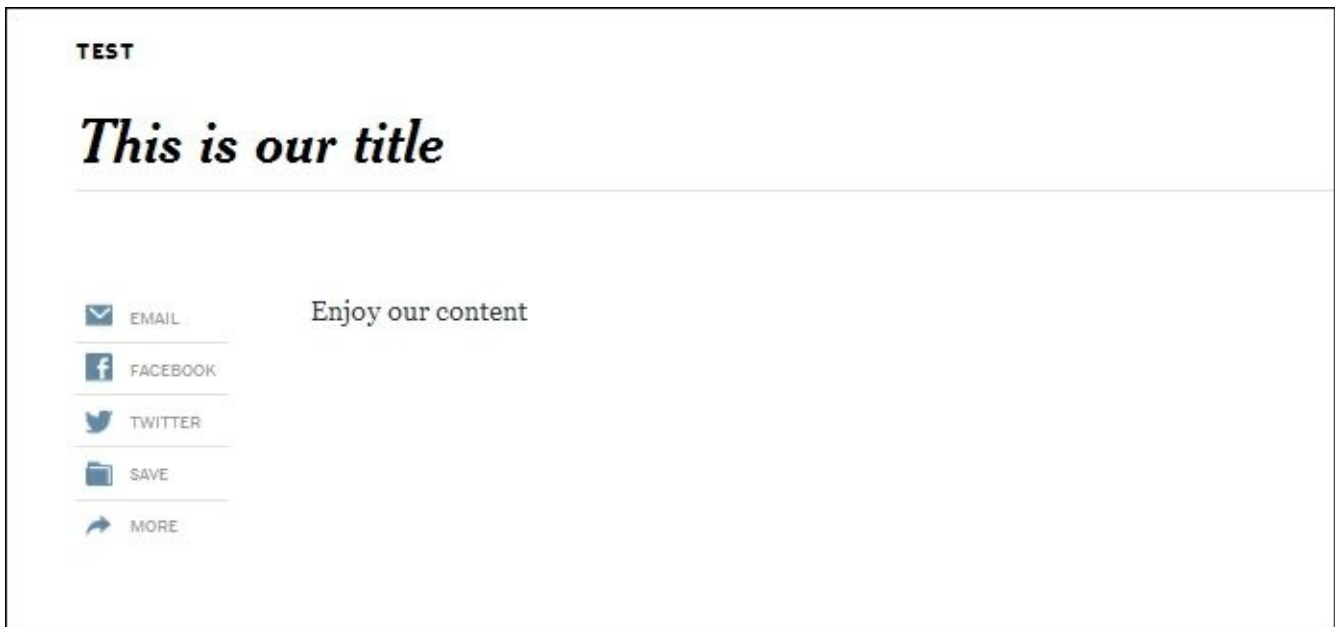 TEST
This is our title
EMAIL
Enjoy our content
FACEBOOK
TWITTER
SAVE
MORE